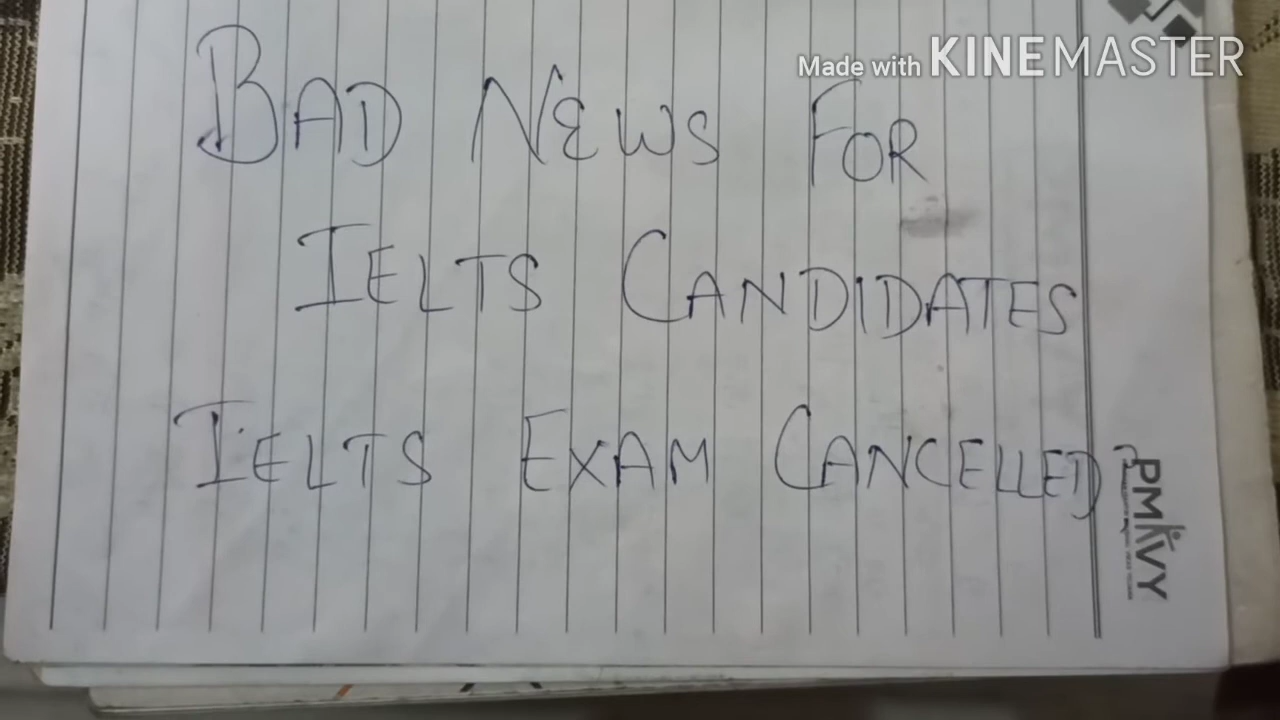 Made with KINEMASTER
BAD NEWS FOR
IELTS CANDIDATES
IELTS EXAM CANCELLED?
PMKVY